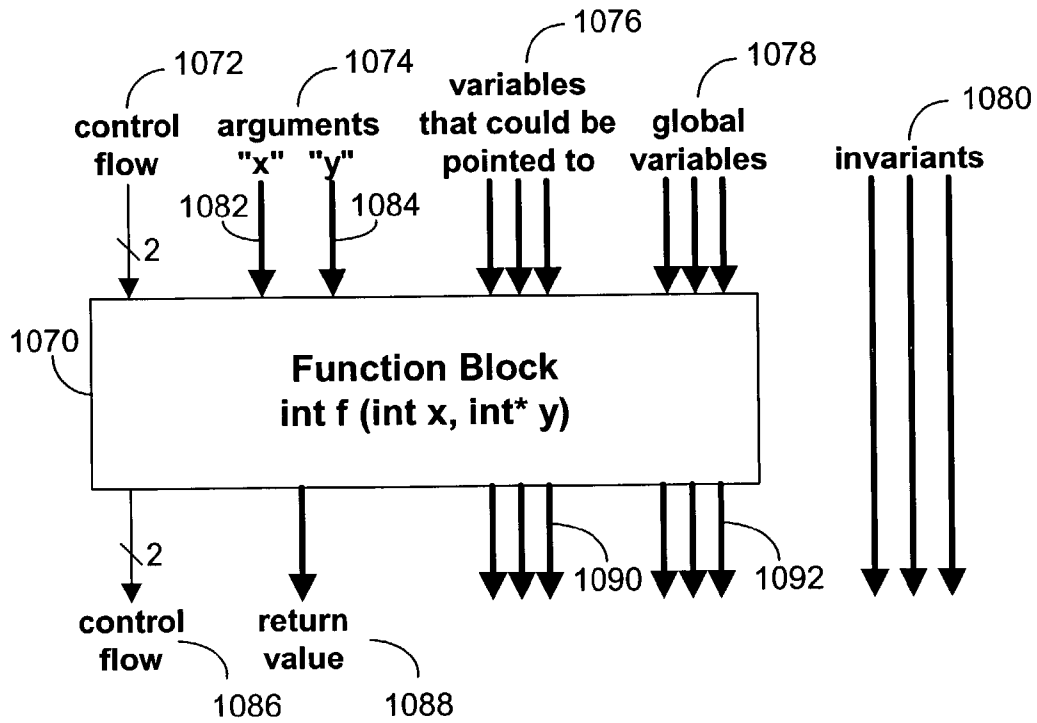 1072
control
flow
1074
arguments
"x" "y"
1076
variables
that could be
pointed to
1078
global
variables
1080
invariants
2
1082
1084
1070
Function Block
int f (int x, int* y)
2
1090
1092
control
flow
return
value
1086
1088